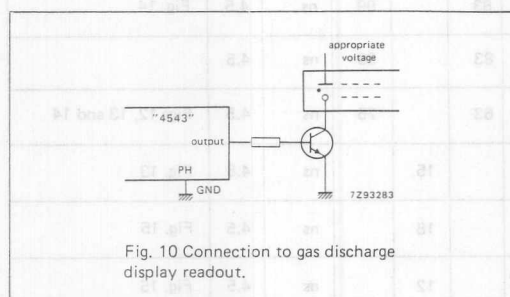 appropriate
voltage
"4543"
output
PH
GND
7Z93283
Fig. 10 Connection to gas discharge
display readout.